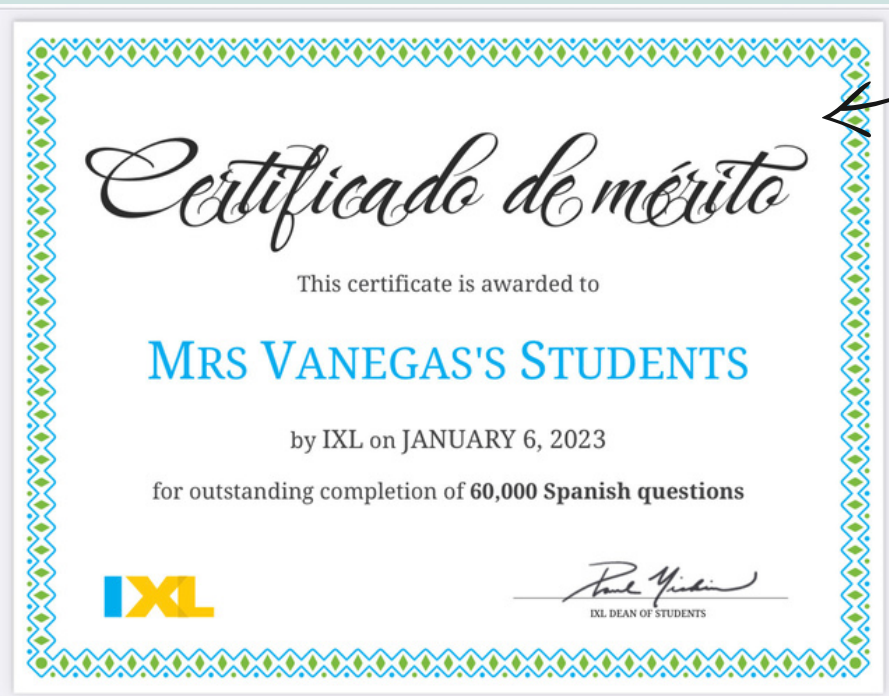 Certificado de mérito
This certificate is awarded to
MRS VANEGAS'S STUDENTS
by IXL on JANUARY 6, 2023
for outstanding completion of 60,000 Spanish questions
IXL
IXL DEAN OF STUDENTS